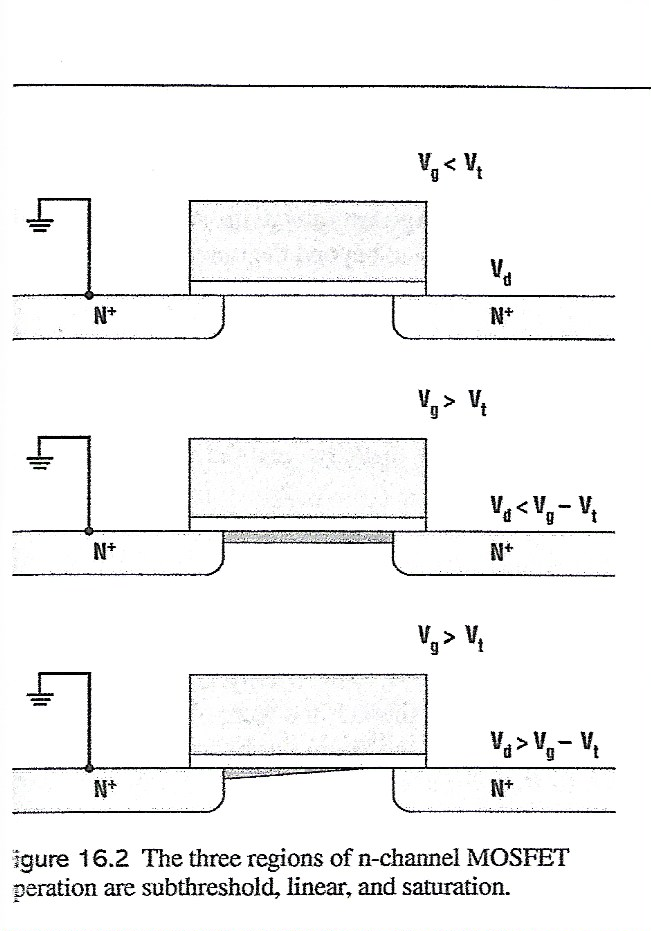 V_g < V_t
V_d
N⁺ N⁺
V_g > V_t
V_d < V_g – V_t
N⁺ N⁺
V_g > V_t
V_d > V_g – V_t
N⁺ N⁺
igure 16.2 The three regions of n-channel MOSFET
peration are subthreshold, linear, and saturation.